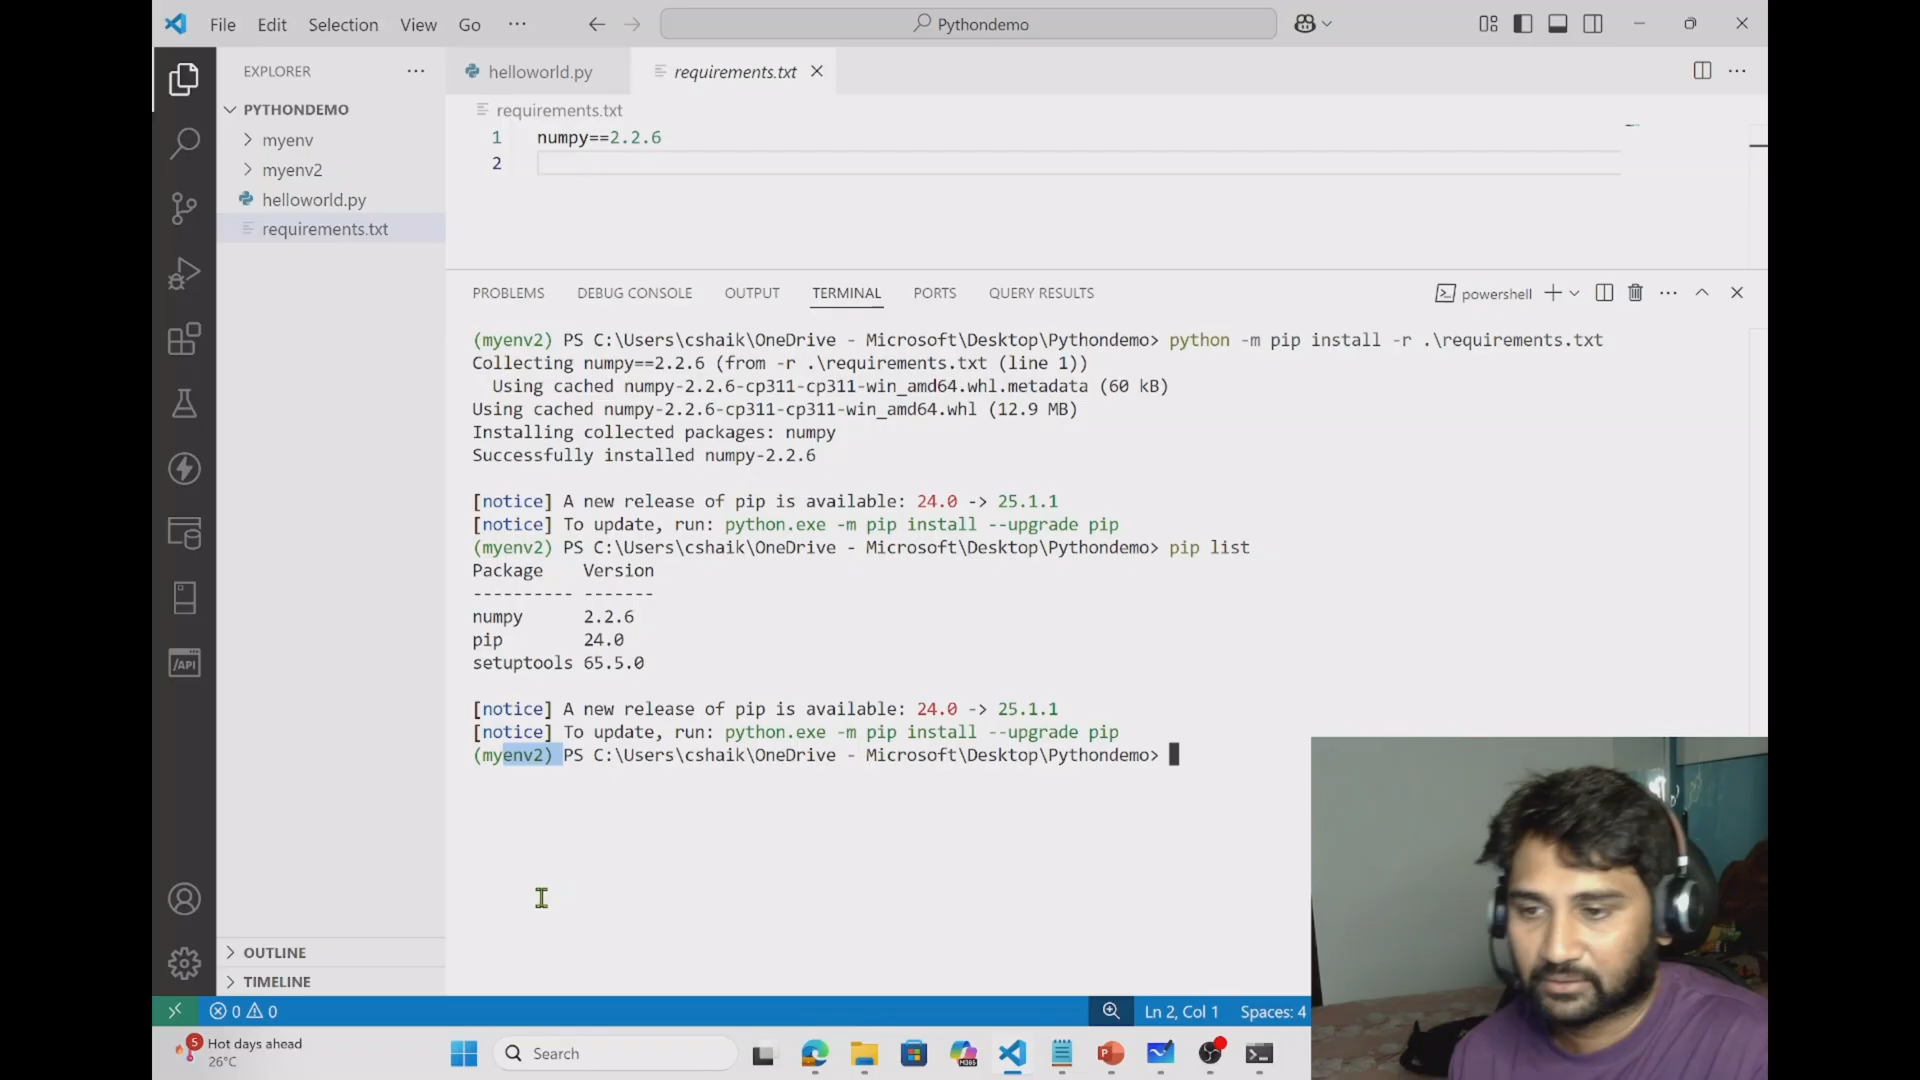 File Edit Selection View Go ··· Pythondemo
EXPLORER ···
PYTHONDEMO
myenv
myenv2
helloworld.py
requirements.txt
OUTLINE
TIMELINE
helloworld.py requirements.txt
requirements.txt
1 numpy==2.2.6
2
PROBLEMS DEBUG CONSOLE OUTPUT TERMINAL PORTS QUERY RESULTS powershell
(myenv2) PS C:\Users\cshaik\OneDrive - Microsoft\Desktop\Pythondemo> python -m pip install -r .\requirements.txt
Collecting numpy==2.2.6 (from -r .\requirements.txt (line 1))
  Using cached numpy-2.2.6-cp311-cp311-win_amd64.whl.metadata (60 kB)
Using cached numpy-2.2.6-cp311-cp311-win_amd64.whl (12.9 MB)
Installing collected packages: numpy
Successfully installed numpy-2.2.6
[notice] A new release of pip is available: 24.0 -> 25.1.1
[notice] To update, run: python.exe -m pip install --upgrade pip
(myenv2) PS C:\Users\cshaik\OneDrive - Microsoft\Desktop\Pythondemo> pip list
Package    Version
---------- -------
numpy      2.2.6
pip        24.0
setuptools 65.5.0
[notice] A new release of pip is available: 24.0 -> 25.1.1
[notice] To update, run: python.exe -m pip install --upgrade pip
(myenv2) PS C:\Users\cshaik\OneDrive - Microsoft\Desktop\Pythondemo>
/API
0 0 Ln 2, Col 1 Spaces: 4
5 Hot days ahead
26°C
Search
M365